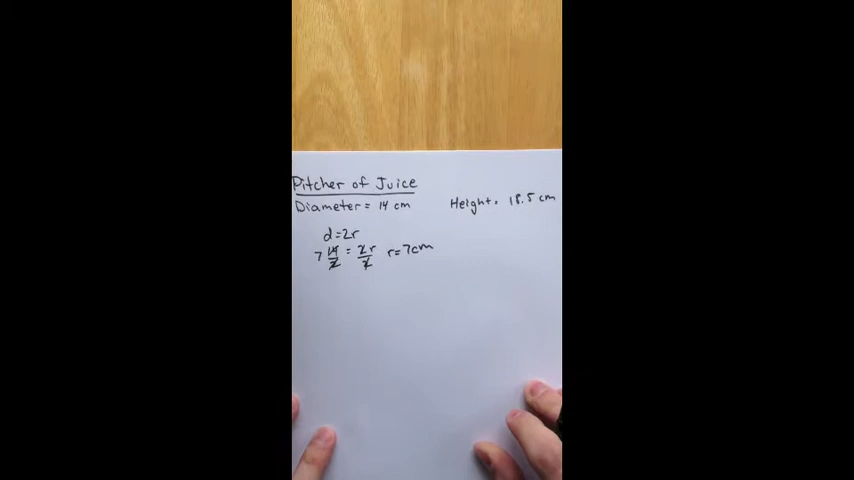 Pitcher of Juice
Diameter = 14 cm Height = 18.5 cm
d=2r
7 14/2 = 2r/2 r=7cm